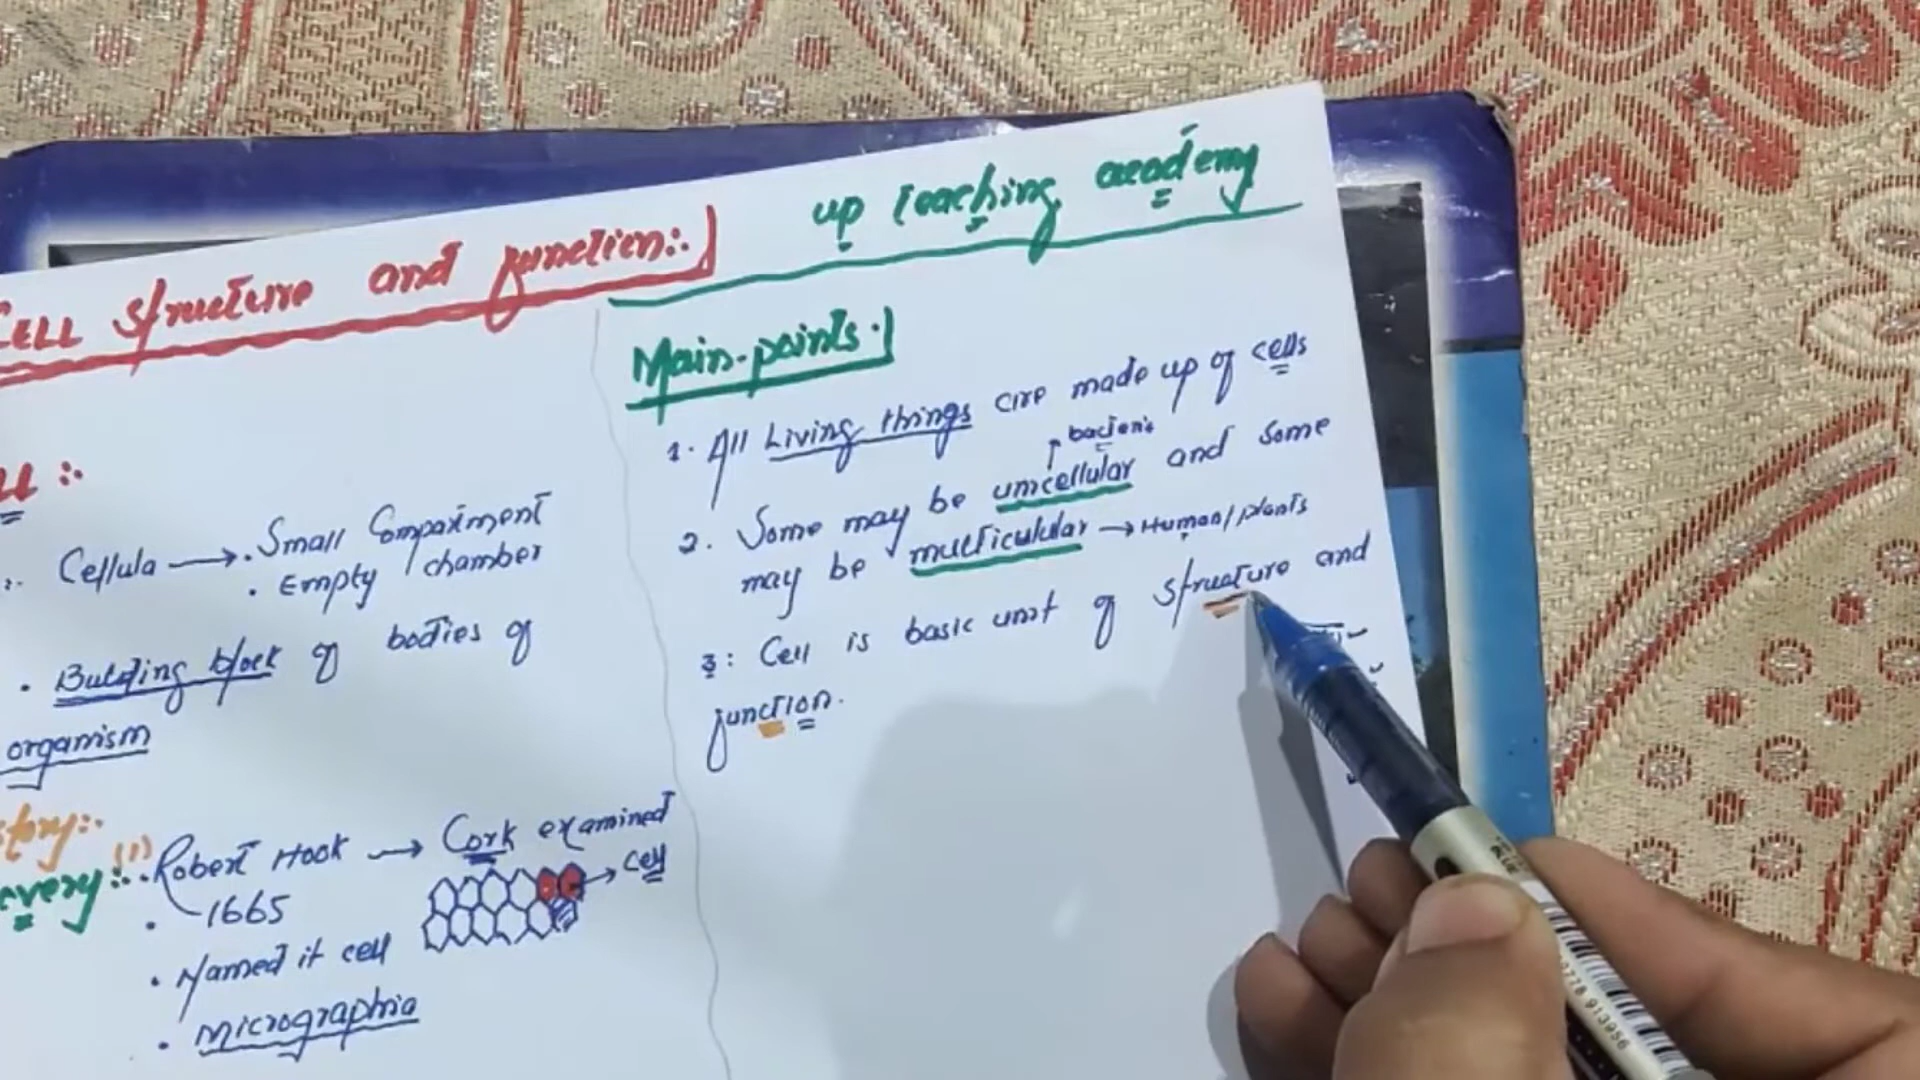 CELL structure and function:
up teaching academy
Cellula → . Small Compartment
. Empty chamber
. Building block of bodies of
organism
(1) . Robert Hook → Cork examined
. 1665
→ cell
. Named it cell
. Micrographia
Main-points.
1. All Living things are made up of cells
bacteria
2. Some may be unicellular and some
may be multiculular → Human/plants
3: Cell is basic unit of structure and
function.